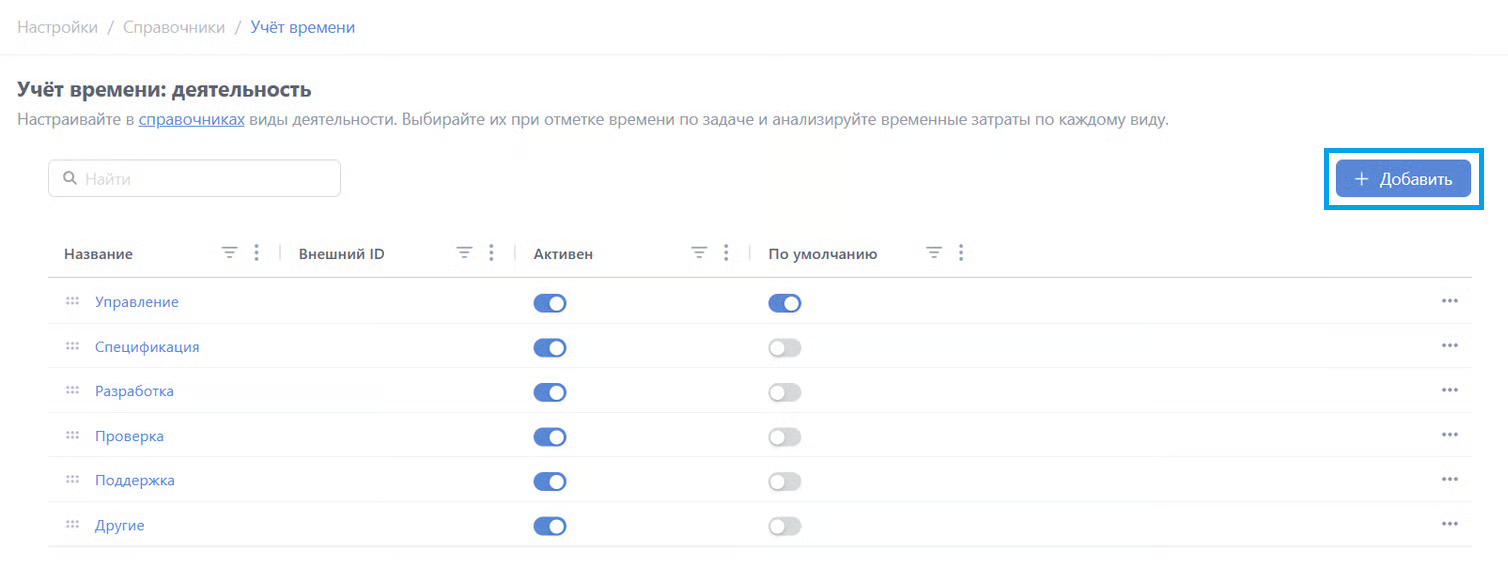 Настройки / Справочники / Учёт времени
Учёт времени: деятельность
Настраивайте в справочниках виды деятельности. Выбирайте их при отметке времени по задаче и анализируйте временные затраты по каждому виду.
Найти
+ Добавить
Название Внешний ID Активен По умолчанию
Управление
Спецификация
Разработка
Проверка
Поддержка
Другие